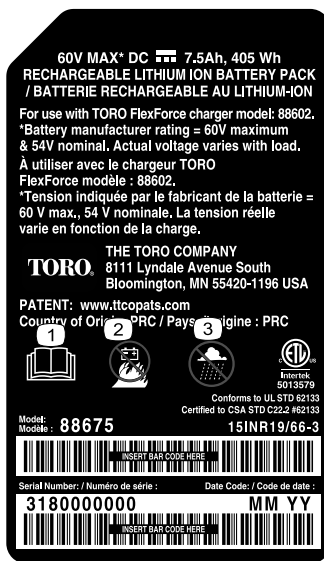 60V MAX* DC 7.5Ah, 405 Wh
RECHARGEABLE LITHIUM ION BATTERY PACK
/ BATTERIE RECHARGEABLE AU LITHIUM-ION
For use with TORO FlexForce charger model: 88602.
*Battery manufacturer rating = 60V maximum
& 54V nominal. Actual voltage varies with load.
À utiliser avec le chargeur TORO
FlexForce modèle : 88602.
*Tension indiquée par le fabricant de la batterie =
60 V max., 54 V nominale. La tension réelle
varie en fonction de la charge.
TORO®
THE TORO COMPANY
8111 Lyndale Avenue South
Bloomington, MN 55420-1196 USA
PATENT: www.ttcopats.com
Country of Origin PRC / Pays origine : PRC
1 2 3
ETL
Intertek
5013579
Conforms to UL STD 62133
Certified to CSA STD C22.2 #62133
Model:
Modèle : 88675
15INR19/66-3
INSERT BAR CODE HERE
Serial Number: / Numéro de série : Date Code: / Code de date :
3180000000 MM YY
INSERT BAR CODE HERE